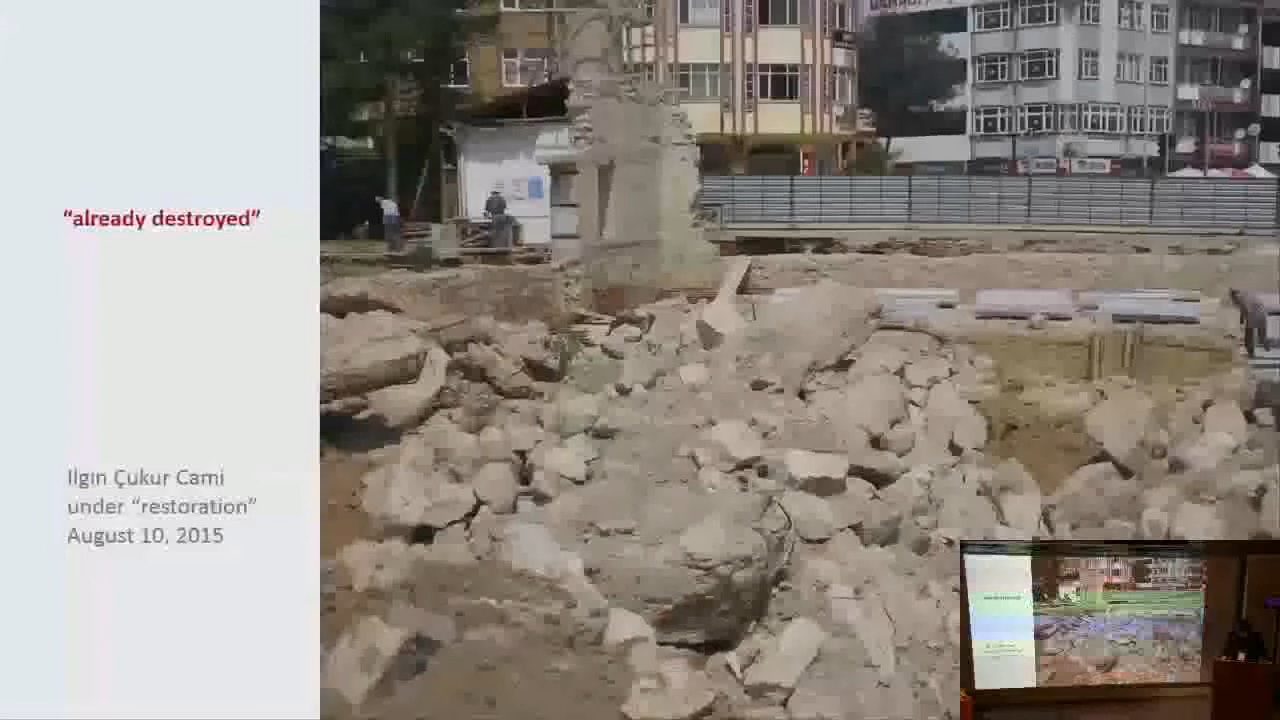 “already destroyed”
Ilgın Çukur Cami
under “restoration”
August 10, 2015